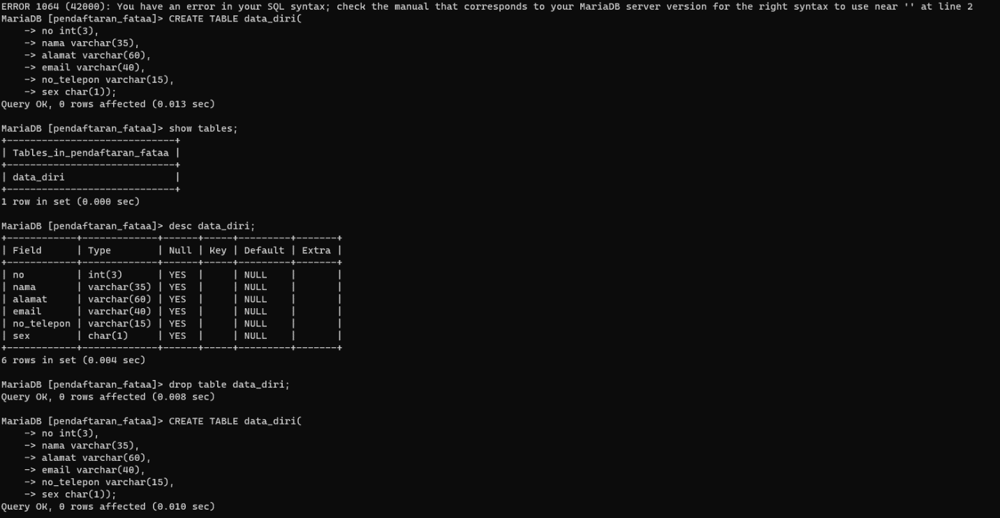 ERROR 1064 (42000): You have an error in your SQL syntax; check the manual that corresponds to your MariaDB server version for the right syntax to use near '' at line 2
MariaDB [pendaftaran_fataa]> CREATE TABLE data_diri(
    -> no int(3),
    -> nama varchar(35),
    -> alamat varchar(60),
    -> email varchar(40),
    -> no_telepon varchar(15),
    -> sex char(1));
Query OK, 0 rows affected (0.013 sec)

MariaDB [pendaftaran_fataa]> show tables;
+-----------------------------+
| Tables_in_pendaftaran_fataa |
+-----------------------------+
| data_diri                   |
+-----------------------------+
1 row in set (0.000 sec)

MariaDB [pendaftaran_fataa]> desc data_diri;
+------------+-------------+------+-----+---------+-------+
| Field      | Type        | Null | Key | Default | Extra |
+------------+-------------+------+-----+---------+-------+
| no         | int(3)      | YES  |     | NULL    |       |
| nama       | varchar(35) | YES  |     | NULL    |       |
| alamat     | varchar(60) | YES  |     | NULL    |       |
| email      | varchar(40) | YES  |     | NULL    |       |
| no_telepon | varchar(15) | YES  |     | NULL    |       |
| sex        | char(1)     | YES  |     | NULL    |       |
+------------+-------------+------+-----+---------+-------+
6 rows in set (0.004 sec)

MariaDB [pendaftaran_fataa]> drop table data_diri;
Query OK, 0 rows affected (0.008 sec)

MariaDB [pendaftaran_fataa]> CREATE TABLE data_diri(
    -> no int(3),
    -> nama varchar(35),
    -> alamat varchar(60),
    -> email varchar(40),
    -> no_telepon varchar(15),
    -> sex char(1));
Query OK, 0 rows affected (0.010 sec)